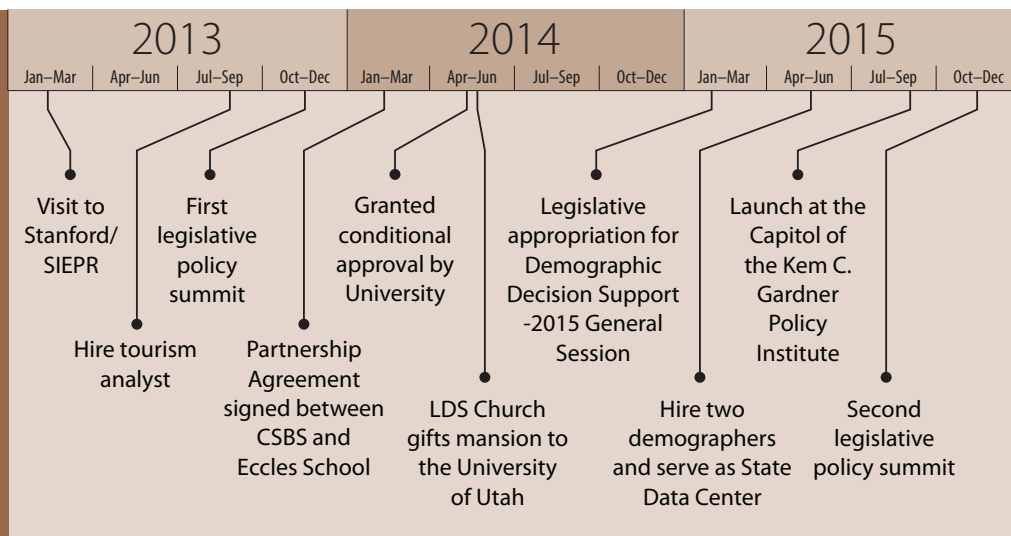 2013
2014
2015
Jan–Mar
Apr–Jun
Jul–Sep
Oct–Dec
Jan–Mar
Apr–Jun
Jul–Sep
Oct–Dec
Jan–Mar
Apr–Jun
Jul–Sep
Oct–Dec
Visit to
Stanford/
SIEPR
Hire tourism
analyst
First
legislative
policy
summit
Partnership
Agreement
signed between
CSBS and
Eccles School
Granted
conditional
approval by
University
LDS Church
gifts mansion to
the University
of Utah
Legislative
appropriation for
Demographic
Decision Support
-2015 General
Session
Hire two
demographers
and serve as State
Data Center
Launch at the
Capitol of
the Kem C.
Gardner
Policy
Institute
Second
legislative
policy summit